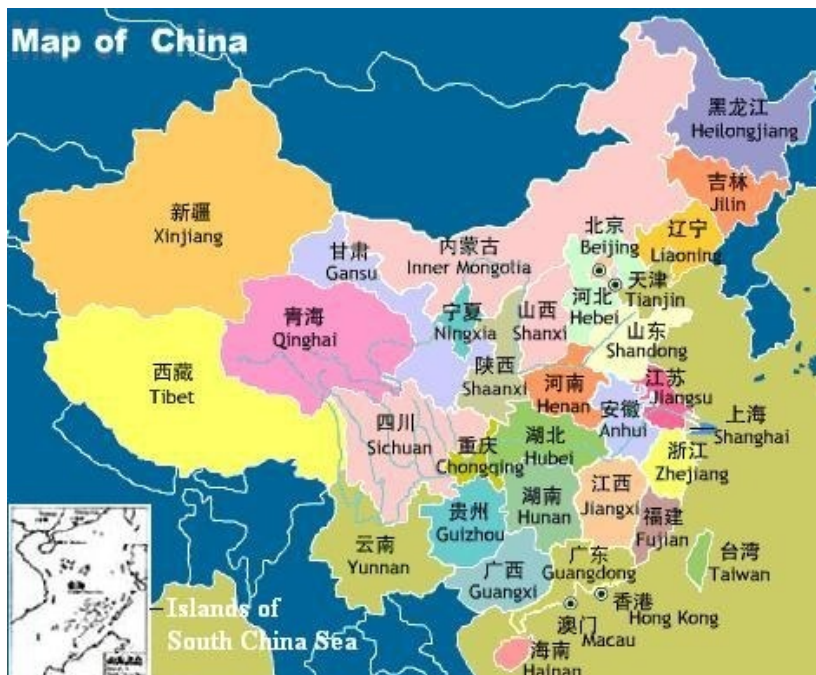 Map of China
黑龙江
Heilongjiang
吉林
Jilin
辽宁
Liaoning
新疆
Xinjiang
甘肃
Gansu
内蒙古
Inner Mongolia
北京
Beijing
天津
Tianjin
河北
Hebei
宁夏
Ningxia
山西
Shanxi
青海
Qinghai
山东
Shandong
西藏
Tibet
陕西
Shaanxi
河南
Henan
江苏
Jiangsu
安徽
Anhui
上海
Shanghai
四川
Sichuan
重庆
Chongqing
湖北
Hubei
浙江
Zhejiang
湖南
Hunan
江西
Jiangxi
贵州
Guizhou
福建
Fujian
云南
Yunnan
广西
Guangxi
广东
Guangdong
台湾
Taiwan
香港
Hong Kong
澳门
Macau
海南
Hainan
Islands of
South China Sea